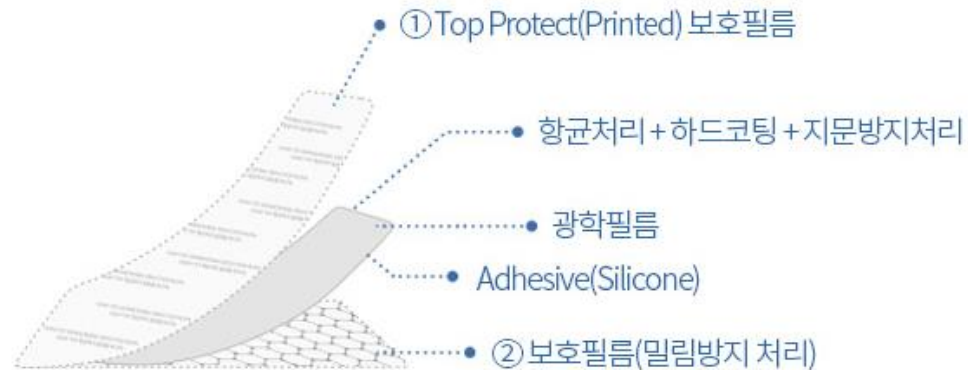 ① Top Protect(Printed) 보호필름
항균처리 + 하드코팅 + 지문방지처리
광학필름
Adhesive(Silicone)
② 보호필름(밀림방지 처리)